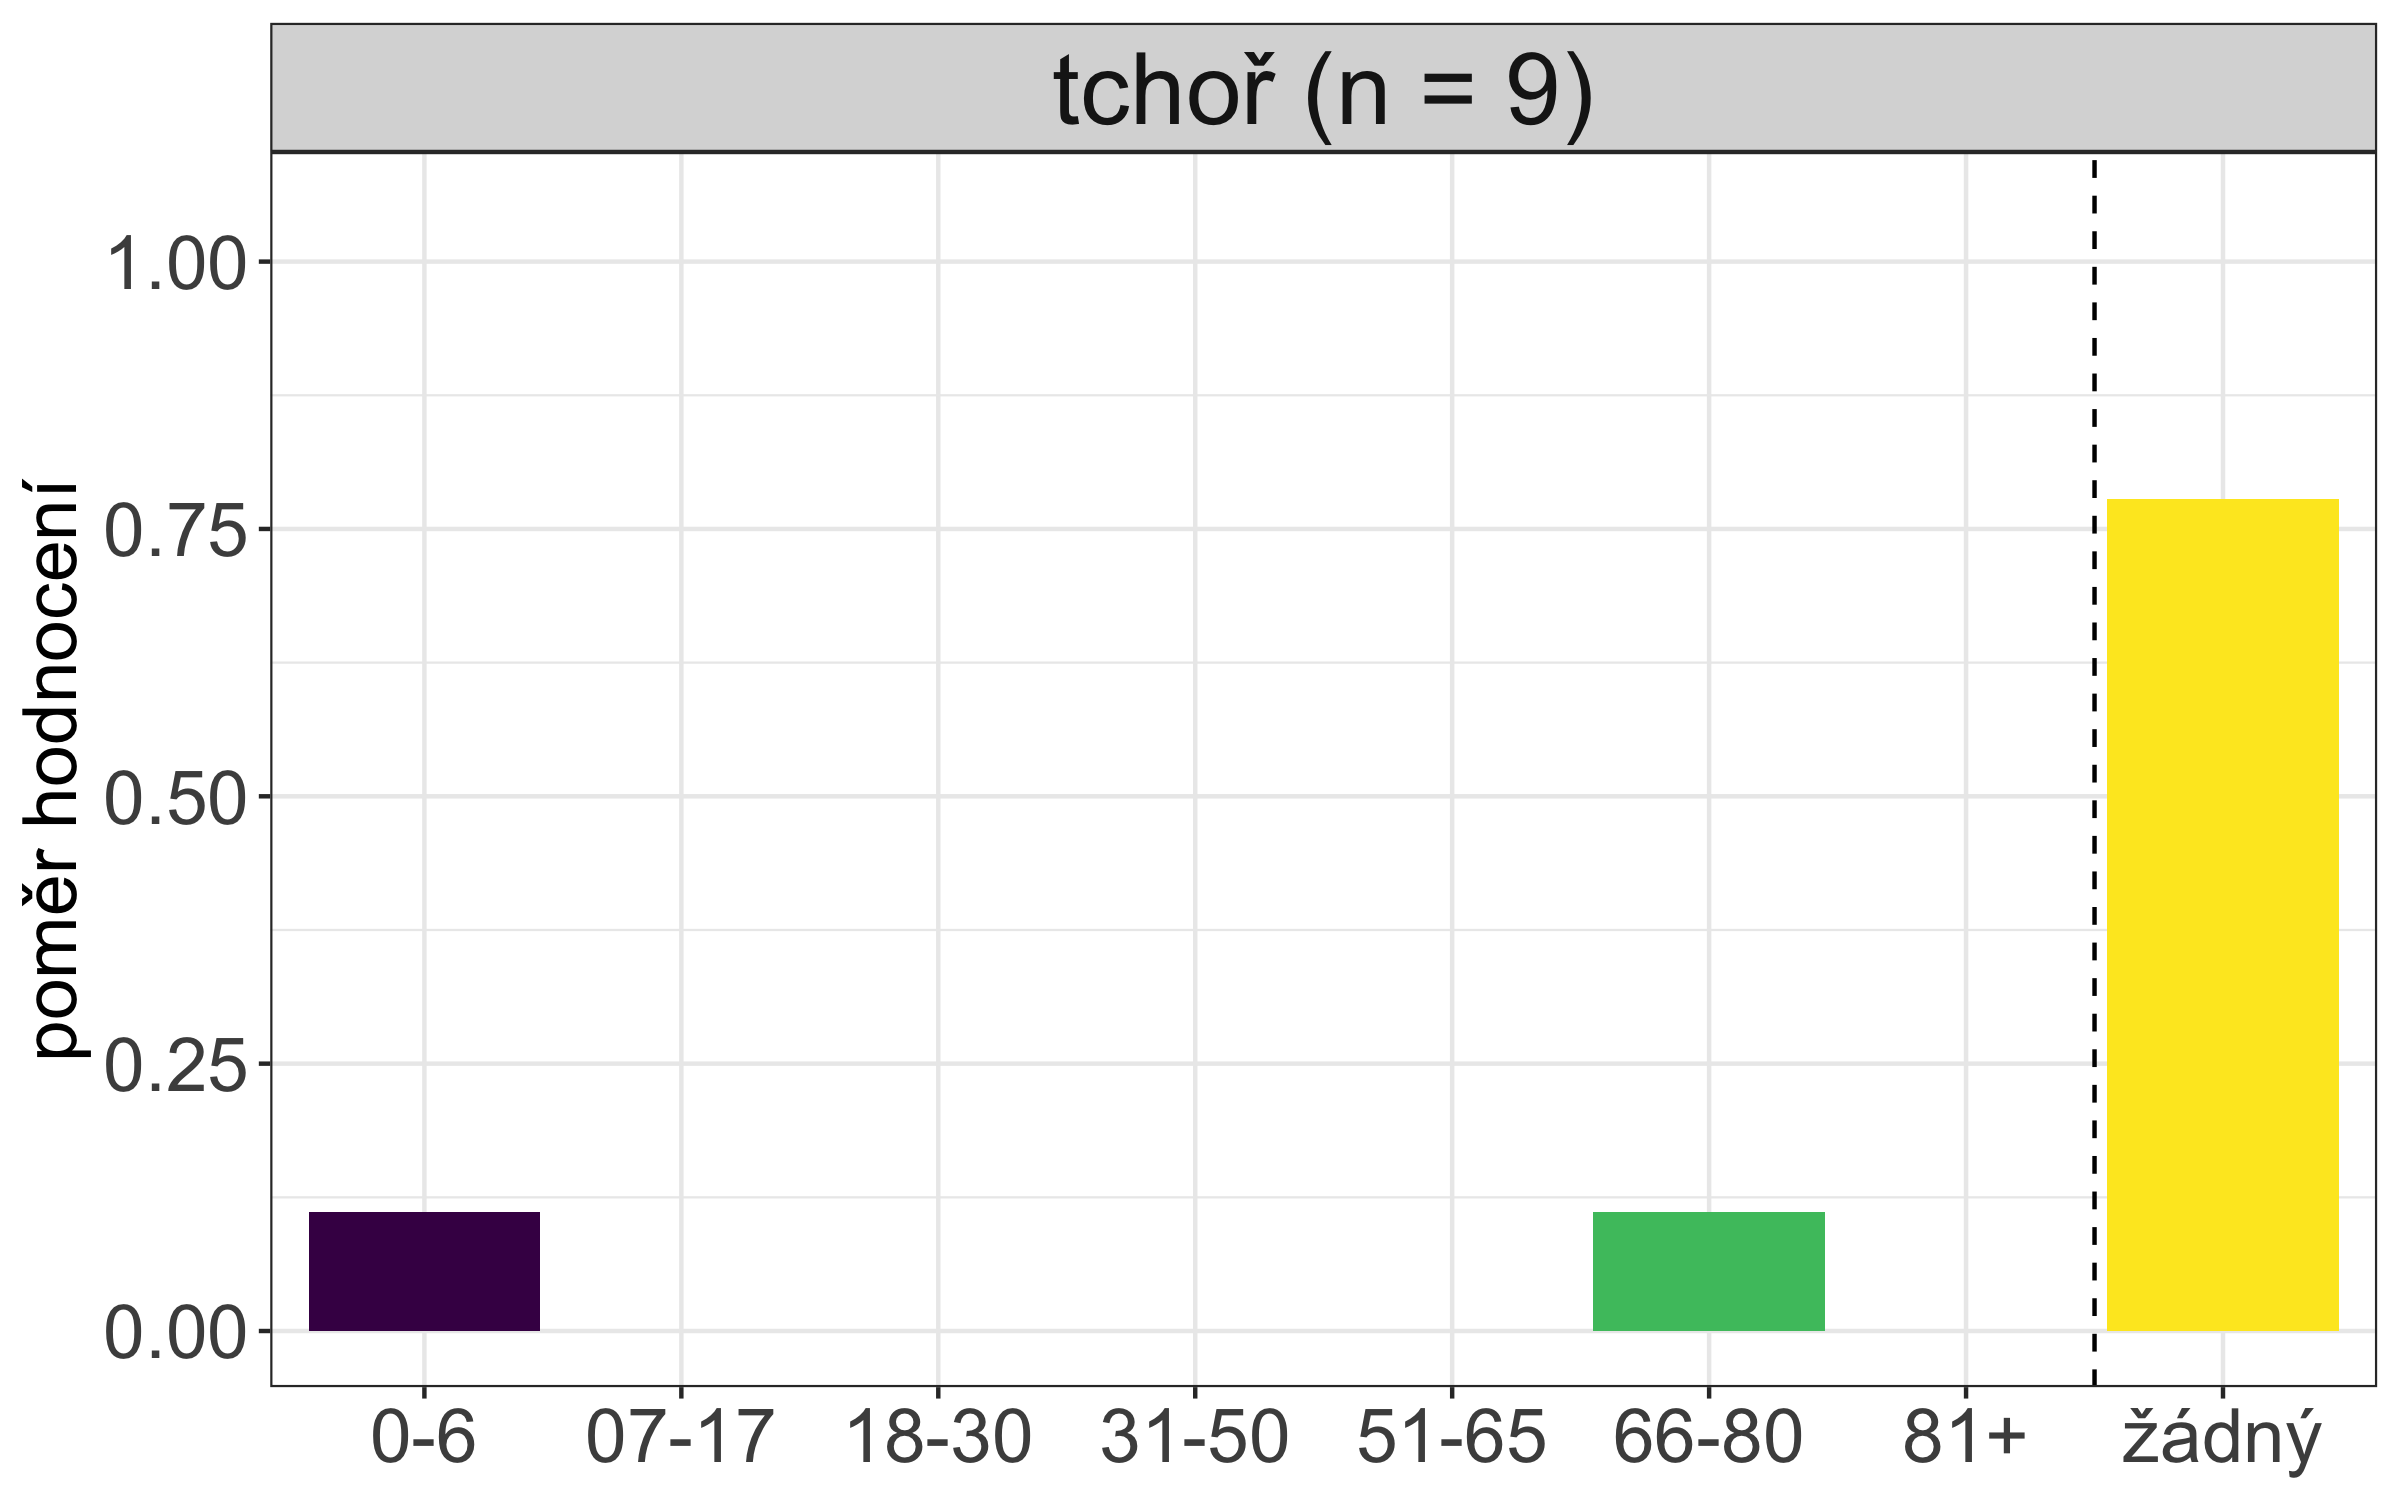 tchoř (n = 9)
poměr hodnocení
1.00
0.75
0.50
0.25
0.00
0-6 07-17 18-30 31-50 51-65 66-80 81+ žádný